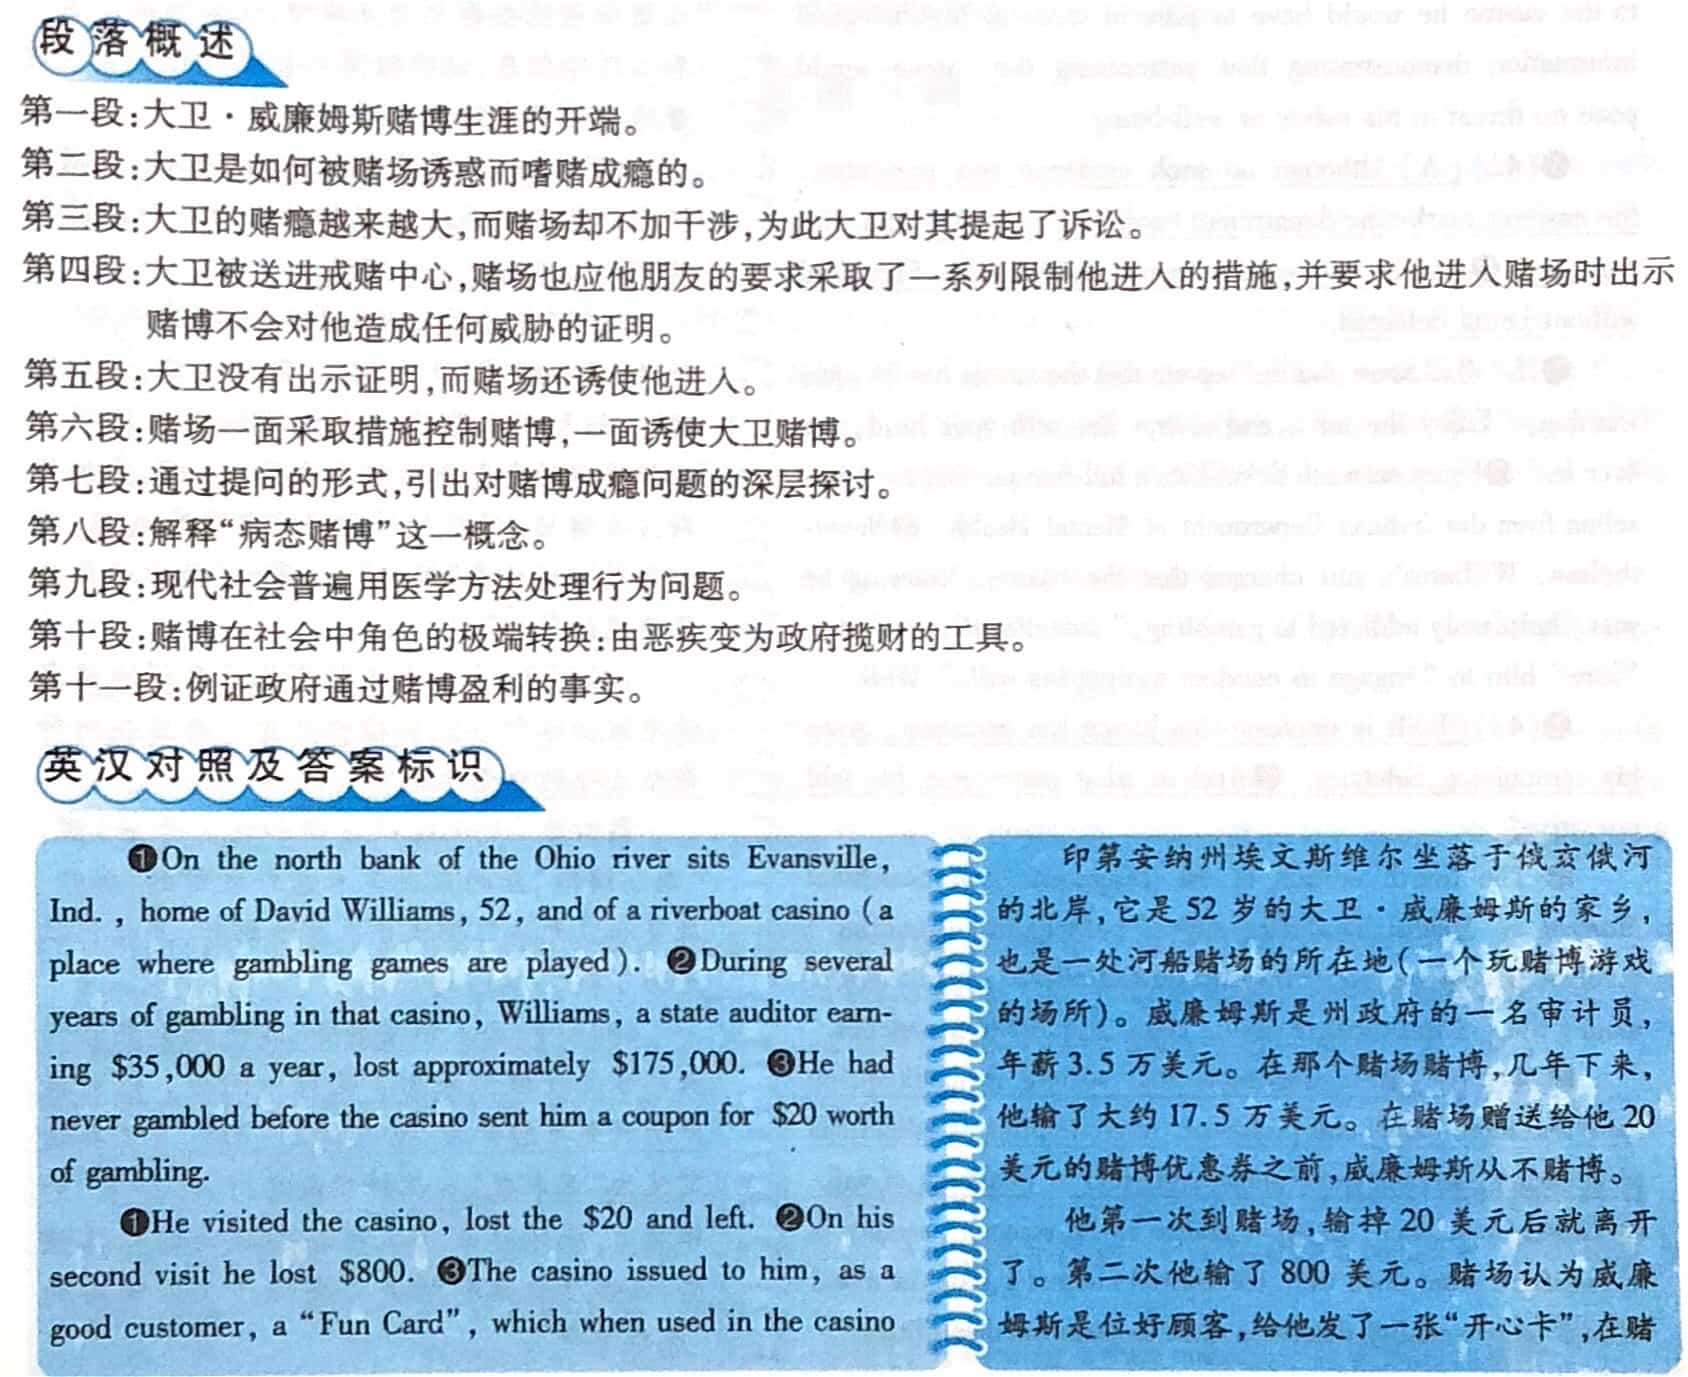 段落概述
第一段:大卫·威廉姆斯赌博生涯的开端。
第二段:大卫是如何被赌场诱惑而嗜赌成瘾的。
第三段:大卫的赌瘾越来越大,而赌场却不加干涉,为此大卫对其提起了诉讼。
第四段:大卫被送进戒赌中心,赌场也应他朋友的要求采取了一系列限制他进入的措施,并要求他进入赌场时出示
赌博不会对他造成任何威胁的证明。
第五段:大卫没有出示证明,而赌场还诱使他进入。
第六段:赌场一面采取措施控制赌博,一面诱使大卫赌博。
第七段:通过提问的形式,引出对赌博成瘾问题的深层探讨。
第八段:解释“病态赌博”这一概念。
第九段:现代社会普遍用医学方法处理行为问题。
第十段:赌博在社会中角色的极端转换:由恶疾变为政府揽财的工具。
第十一段:例证政府通过赌博盈利的事实。
英汉对照及答案标识
❶On the north bank of the Ohio river sits Evansville,
Ind. , home of David Williams, 52, and of a riverboat casino (a
place where gambling games are played). ❷During several
years of gambling in that casino, Williams, a state auditor earn-
ing $35,000 a year, lost approximately $175,000. ❸He had
never gambled before the casino sent him a coupon for $20 worth
of gambling.
❶He visited the casino, lost the $20 and left. ❷On his
second visit he lost $800. ❸The casino issued to him, as a
good customer, a “Fun Card”, which when used in the casino
印第安纳州埃文斯维尔坐落于俄亥俄河
的北岸,它是52岁的大卫·威廉姆斯的家乡,
也是一处河船赌场的所在地(一个玩赌博游戏
的场所)。威廉姆斯是州政府的一名审计员,
年薪3.5万美元。在那个赌场赌博,几年下来,
他输了大约17.5万美元。在赌场赠送给他20
美元的赌博优惠券之前,威廉姆斯从不赌博。
他第一次到赌场,输掉20美元后就离开
了。第二次他输了800美元。赌场认为威廉
姆斯是位好顾客,给他发了一张“开心卡”,在赌